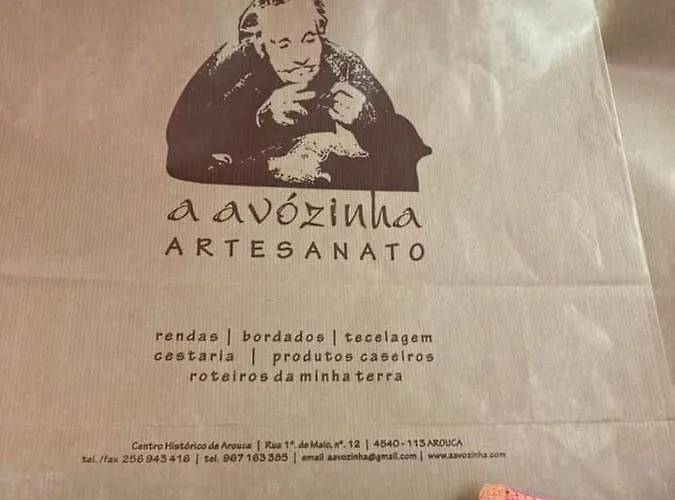 a avózinha
ARTESANATO
rendas | bordados | tecelagem
cestaria | produtos caseiros
roteiros da minha terra
Centro Histórico de Arouca | Rua 1º. de Maio, nº. 12 | 4540 - 113 AROUCA
tel. /fax 256 943 416 | tel. 967 163 385 | email aavozinha@gmail.com | www.aavozinha.com